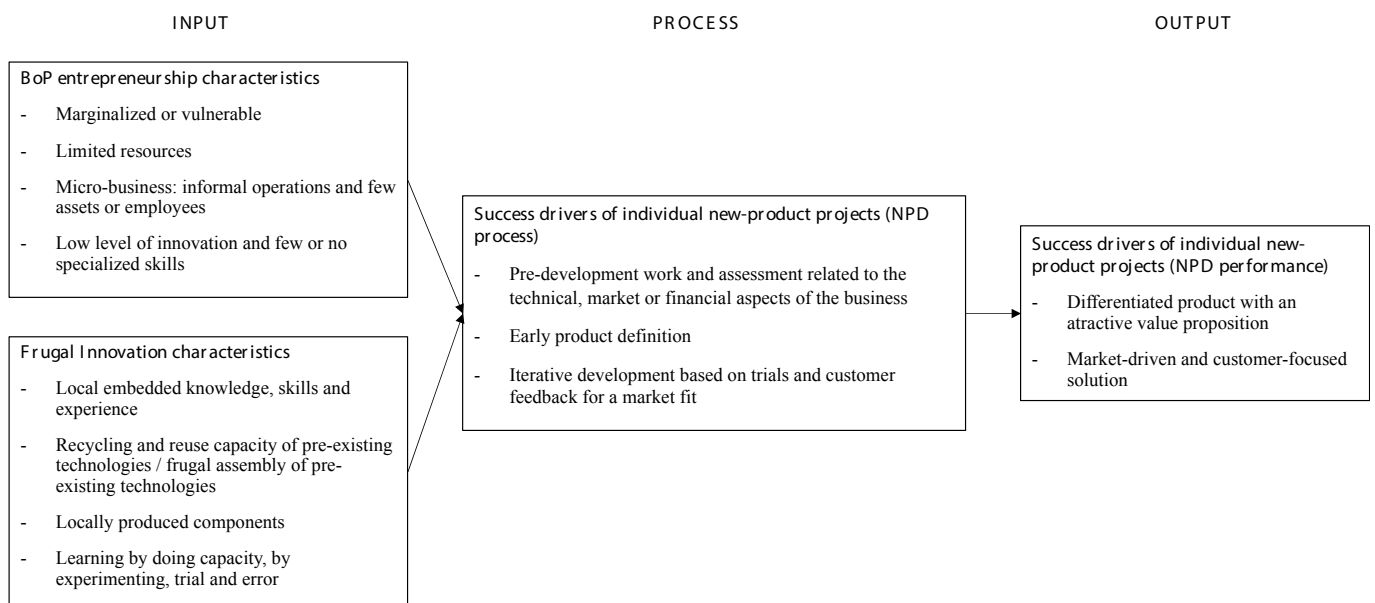 INPUT
PROCESS
OUTPUT
BoP entrepreneurship characteristics
- Marginalized or vulnerable
- Limited resources
- Micro-business: informal operations and few
assets or employees
- Low level of innovation and few or no
specialized skills
Frugal Innovation characteristics
- Local embedded knowledge, skills and
experience
- Recycling and reuse capacity of pre-existing
technologies / frugal assembly of pre-
existing technologies
- Locally produced components
- Learning by doing capacity, by
experimenting, trial and error
Success drivers of individual new-product projects (NPD
process)
- Pre-development work and assessment related to the
technical, market or financial aspects of the business
- Early product definition
- Iterative development based on trials and customer
feedback for a market fit
Success drivers of individual new-
product projects (NPD performance)
- Differentiated product with an
atractive value proposition
- Market-driven and customer-focused
solution